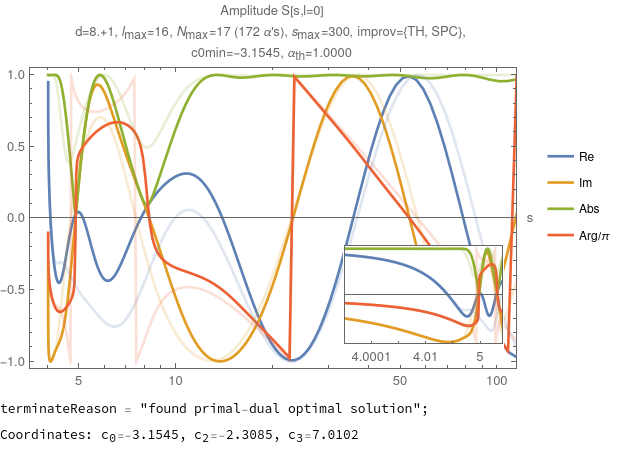 Amplitude S[s,l=0]
d=8.+1, lmax=16, Nmax=17 (172 α's), smax=300, improv={TH, SPC},
c0min=−3.1545, αth=1.0000
1.0
0.5
0.0
−0.5
−1.0
5 10 50 100
s
4.0001 4.01 5
Re
Im
Abs
Arg/π
terminateReason = "found primal-dual optimal solution";
Coordinates: c0=-3.1545, c2=-2.3085, c3=7.0102